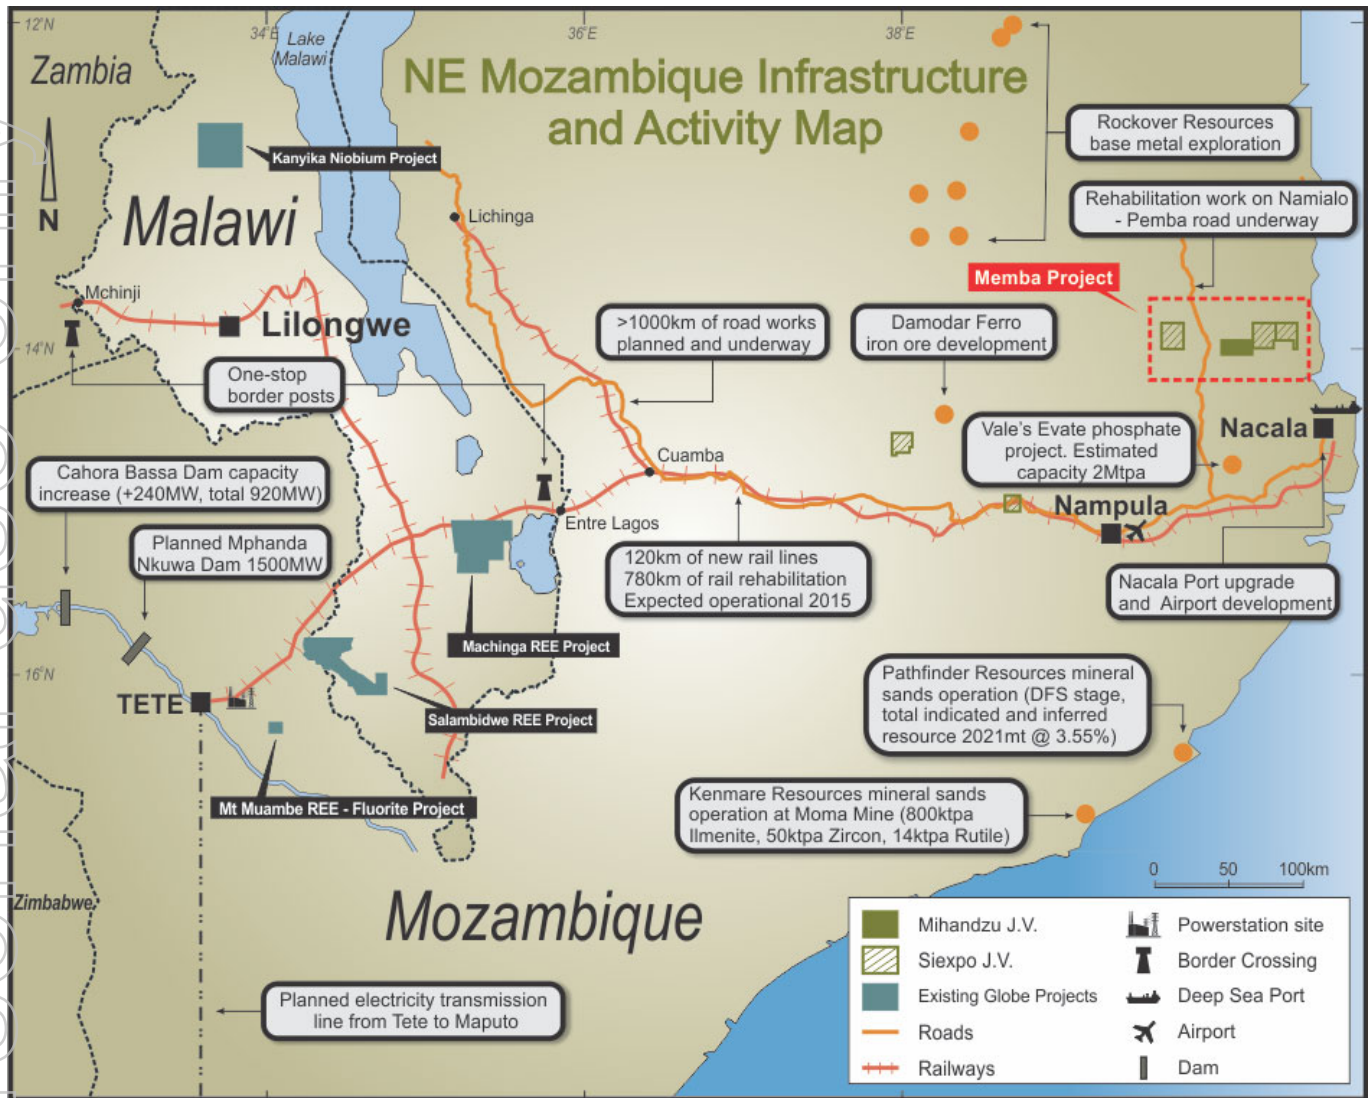 12°N
34°E
36°E
38°E
Lake
Malawi
Zambia
NE Mozambique Infrastructure
and Activity Map
Rockover Resources
base metal exploration
Kanyika Niobium Project
Rehabilitation work on Namialo
- Pemba road underway
N
Malawi
Lichinga
Memba Project
Mchinji
Lilongwe
>1000km of road works
planned and underway
Damodar Ferro
iron ore development
14°N
One-stop
border posts
Nacala
Vale's Evate phosphate
project. Estimated
capacity 2Mtpa
Cuamba
Cahora Bassa Dam capacity
increase (+240MW, total 920MW)
Entre Lagos
Nampula
Planned Mphanda
Nkuwa Dam 1500MW
120km of new rail lines
780km of rail rehabilitation
Expected operational 2015
Nacala Port upgrade
and Airport development
Machinga REE Project
16°N
TETE
Pathfinder Resources mineral
sands operation (DFS stage,
total indicated and inferred
resource 2021mt @ 3.55%)
Salambidwe REE Project
Mt Muambe REE - Fluorite Project
Kenmare Resources mineral sands
operation at Moma Mine (800ktpa
Ilmenite, 50ktpa Zircon, 14ktpa Rutile)
0 50 100km
Zimbabwe
Mozambique
Planned electricity transmission
line from Tete to Maputo
Mihandzu J.V.
Siexpo J.V.
Existing Globe Projects
Roads
Railways
Powerstation site
Border Crossing
Deep Sea Port
Airport
Dam